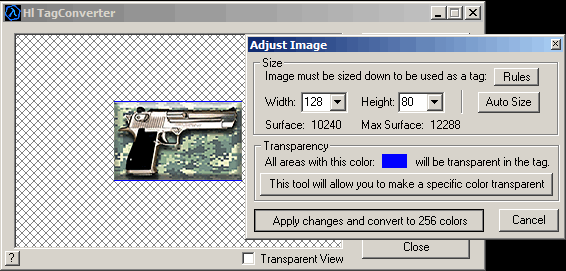 Hl TagConverter
Adjust Image
Size
Image must be sized down to be used as a tag: Rules
Width: 128 Height: 80 Auto Size
Surface: 10240 Max Surface: 12288
Transparency
All areas with this color: will be transparent in the tag.
This tool will allow you to make a specific color transparent
Apply changes and convert to 256 colors Cancel
Close
? Transparent View